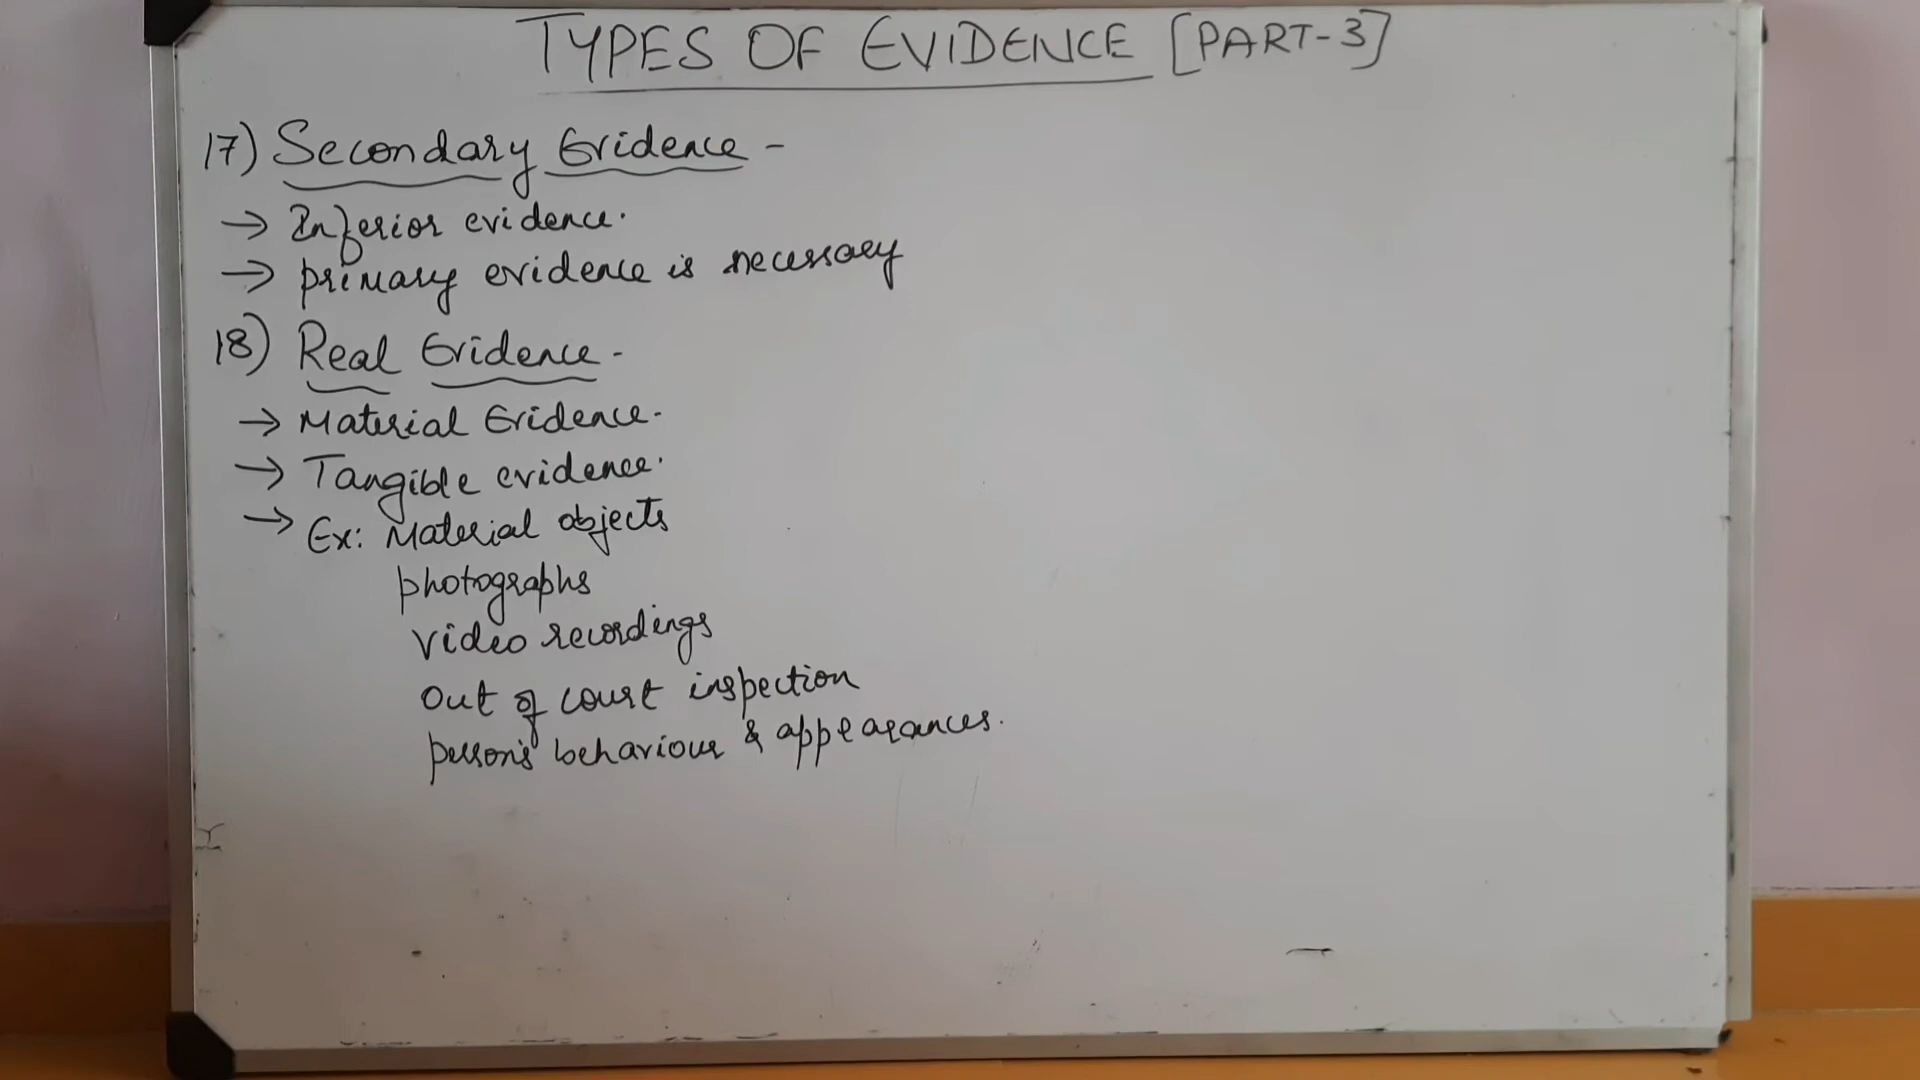 TYPES OF EVIDENCE [PART-3]
17) Secondary Evidence -
→ Inferior evidence.
→ primary evidence is necessary
18) Real Evidence -
→ Material Evidence.
→ Tangible evidence.
→ Ex: Material objects
photographs
video recordings
out of court inspection
person's behaviour & appearances.